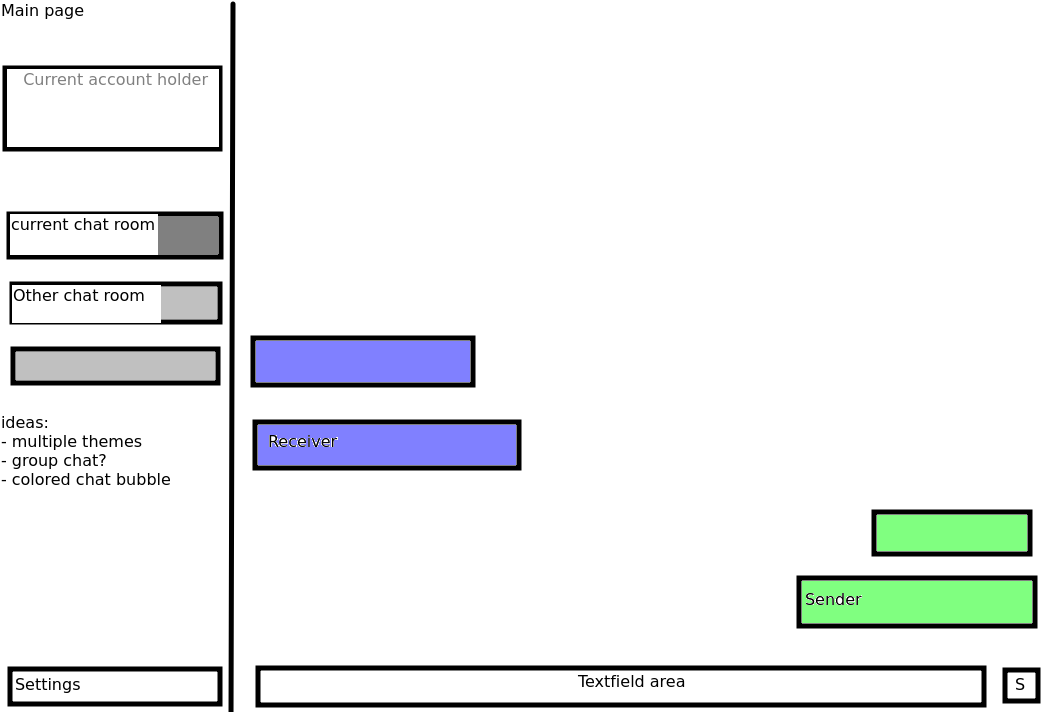 Main page
Current account holder
current chat room
Other chat room
ideas:
- multiple themes
- group chat?
- colored chat bubble
Settings
Receiver
Sender
Textfield area
S